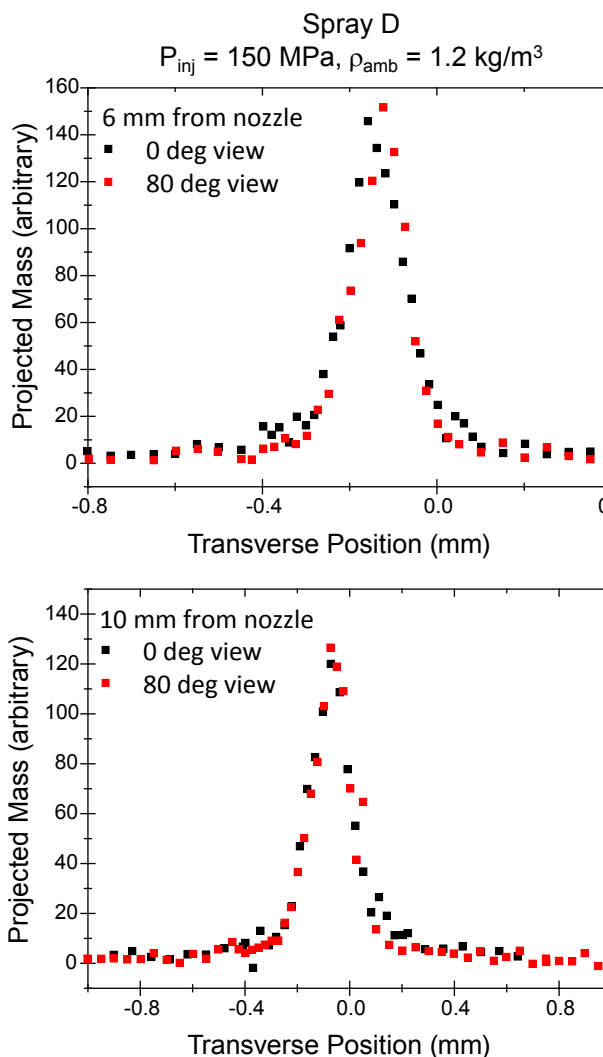 Spray D
P_inj = 150 MPa, ρ_amb = 1.2 kg/m³
160
140
120
100
80
60
40
20
0
Projected Mass (arbitrary)
6 mm from nozzle
0 deg view
80 deg view
-0.8
-0.4
0.0
Transverse Position (mm)
140
120
100
80
60
40
20
0
Projected Mass (arbitrary)
10 mm from nozzle
0 deg view
80 deg view
-0.8
-0.4
0.0
0.4
0.8
Transverse Position (mm)